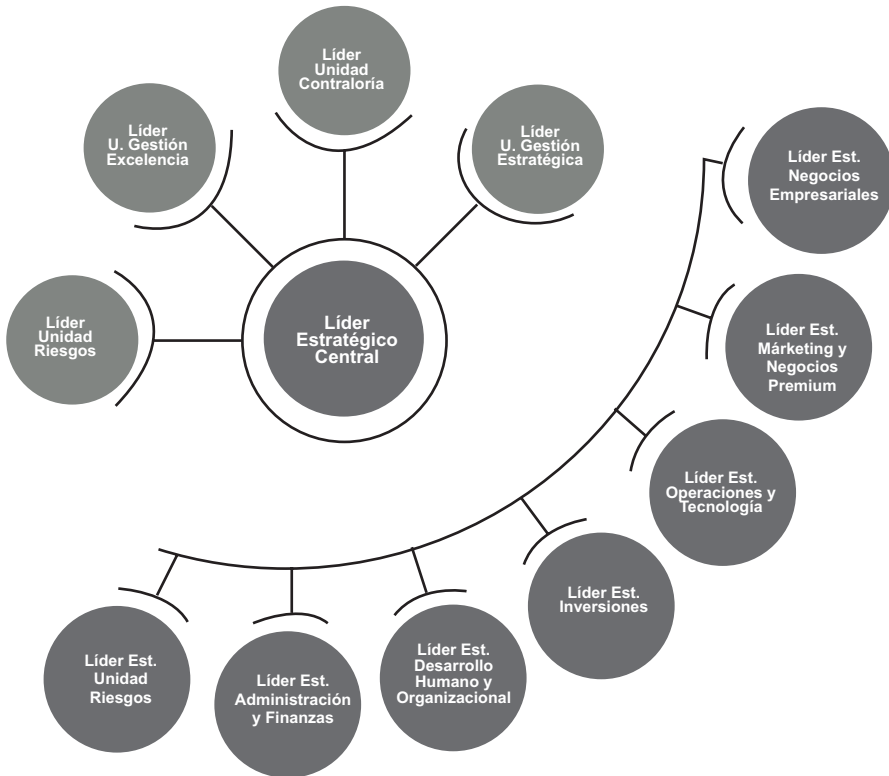 Líder
Unidad
Contraloría
Líder
U. Gestión
Excelencia
Líder
U. Gestión
Estratégica
Líder
Unidad
Riesgos
Líder
Estratégico
Central
Líder Est.
Negocios
Empresariales
Líder Est.
Márketing y
Negocios
Premium
Líder Est.
Operaciones y
Tecnología
Líder Est.
Inversiones
Líder Est.
Desarrollo
Humano y
Organizacional
Líder Est.
Administración
y Finanzas
Líder Est.
Unidad
Riesgos